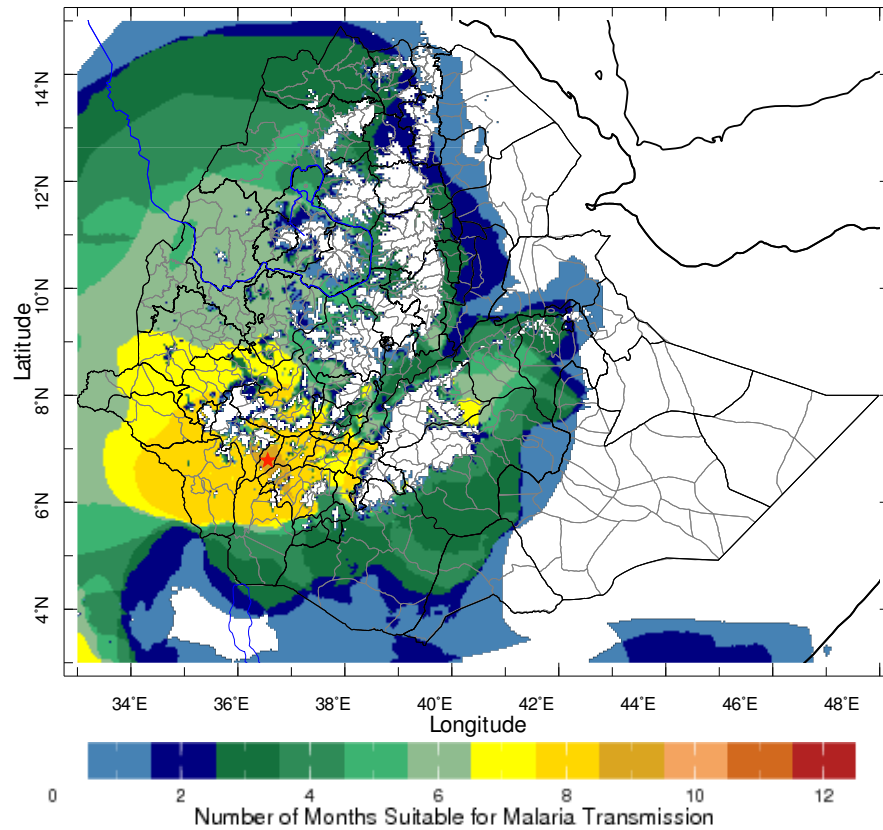 14°N
12°N
10°N
8°N
6°N
4°N
Latitude
34°E 36°E 38°E 40°E 42°E 44°E 46°E 48°E
Longitude
0 2 4 6 8 10 12
Number of Months Suitable for Malaria Transmission